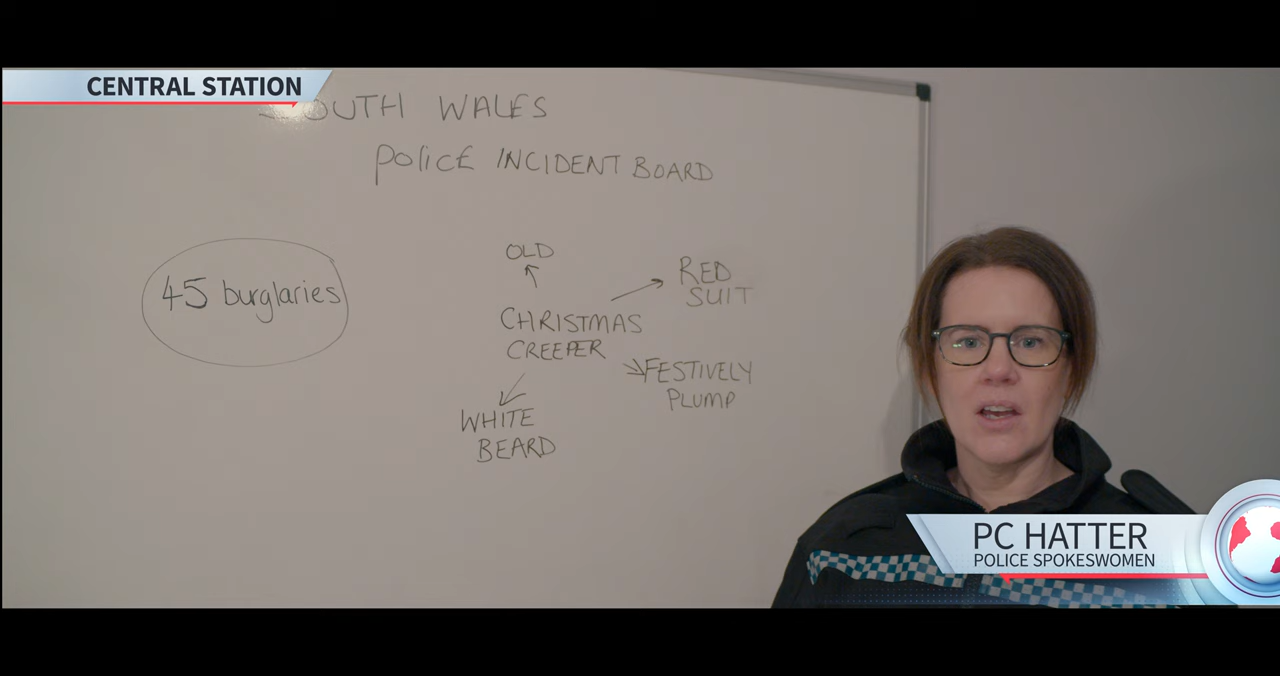 CENTRAL STATION
SOUTH WALES
POLICE INCIDENT BOARD
45 burglaries
OLD
RED
SUIT
CHRISTMAS
CREEPER
FESTIVELY
PLUMP
WHITE
BEARD
PC HATTER
POLICE SPOKESWOMEN